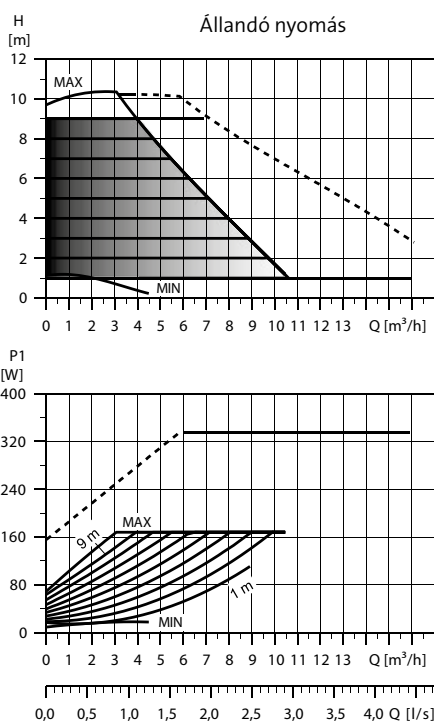 H
[m]
Állandó nyomás
12
MAX
10
8
6
4
2
0
MIN
0 1 2 3 4 5 6 7 8 9 10 11 12 13 Q [m³/h]
P1
[W]
400
320
240
160
MAX
9 m
80
1 m
MIN
0
0 1 2 3 4 5 6 7 8 9 10 11 12 13 Q [m³/h]
0,0 0,5 1,0 1,5 2,0 2,5 3,0 3,5 4,0 Q [l/s]